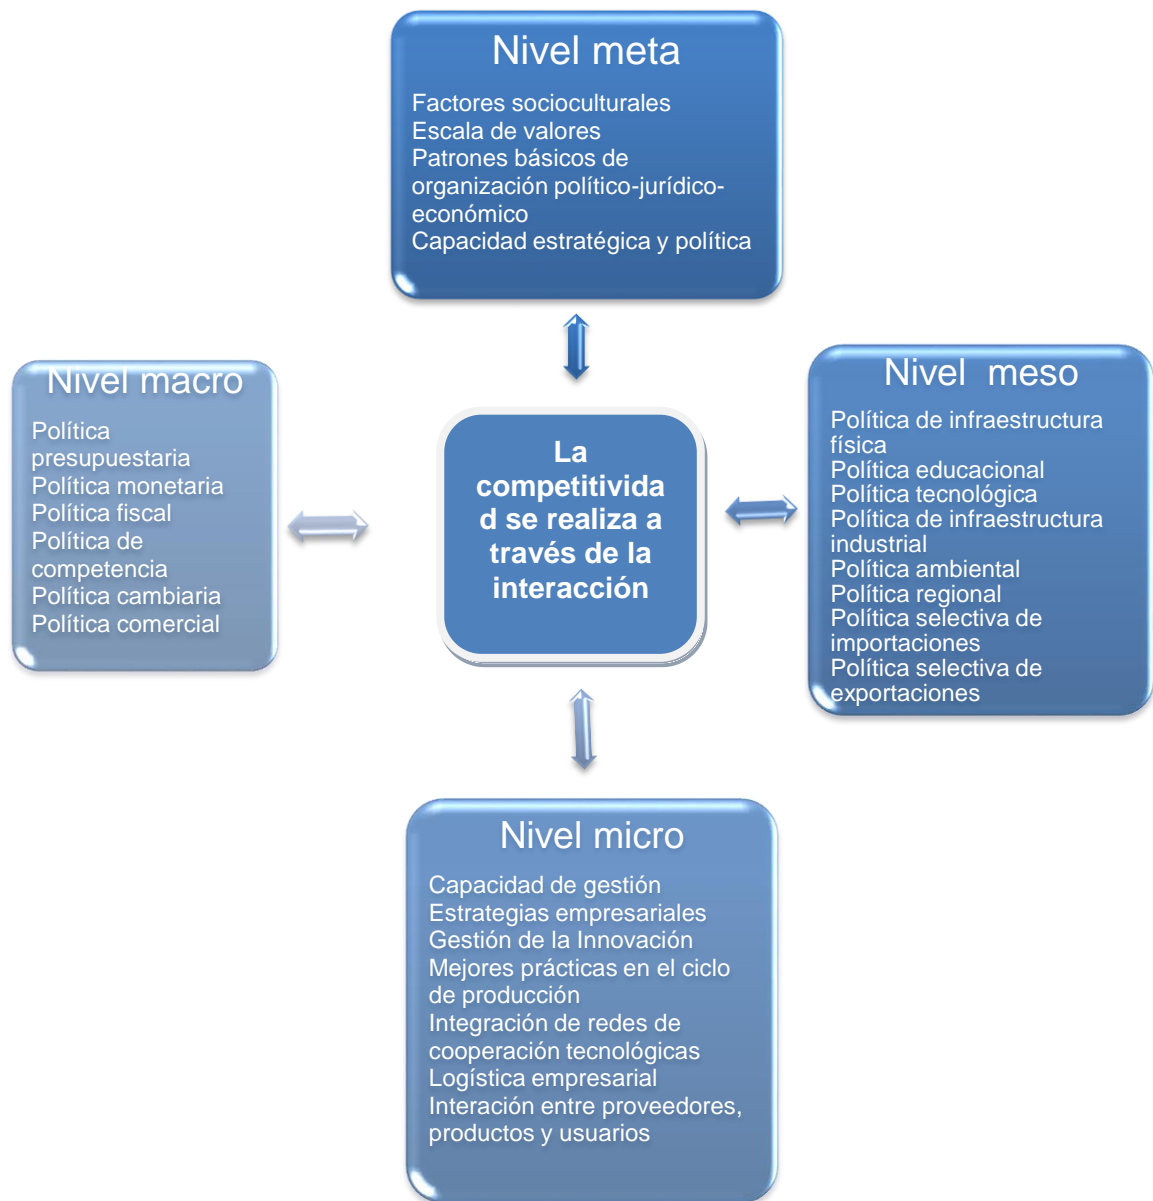 Nivel meta
Factores socioculturales
Escala de valores
Patrones básicos de
organización político-jurídico-
económico
Capacidad estratégica y política
Nivel macro
Política
presupuestaria
Política monetaria
Política fiscal
Política de
competencia
Política cambiaria
Política comercial
La
competitivida
d se realiza a
través de la
interacción
Nivel  meso
Política de infraestructura
física
Política educacional
Política tecnológica
Política de infraestructura
industrial
Política ambiental
Política regional
Política selectiva de
importaciones
Política selectiva de
exportaciones
Nivel micro
Capacidad de gestión
Estrategias empresariales
Gestión de la Innovación
Mejores prácticas en el ciclo
de producción
Integración de redes de
cooperación tecnológicas
Logística empresarial
Interación entre proveedores,
productos y usuarios